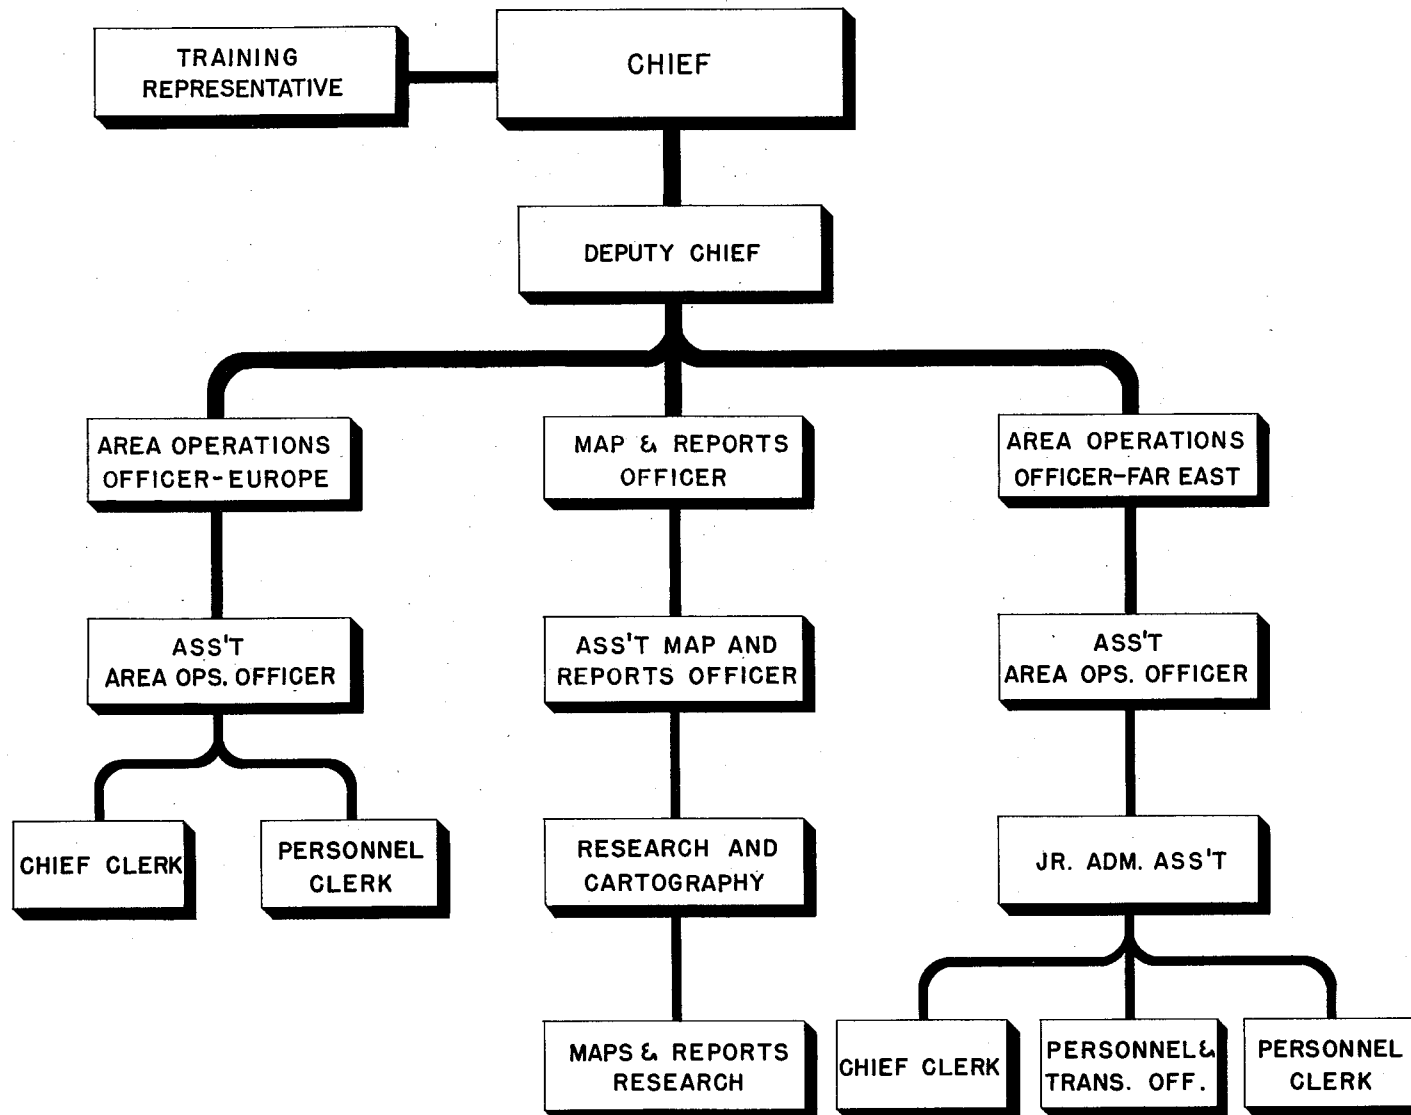 TRAINING
REPRESENTATIVE
CHIEF
DEPUTY CHIEF
AREA OPERATIONS
OFFICER-EUROPE
MAP & REPORTS
OFFICER
AREA OPERATIONS
OFFICER-FAR EAST
ASS'T
AREA OPS. OFFICER
ASS'T MAP AND
REPORTS OFFICER
ASS'T
AREA OPS. OFFICER
CHIEF CLERK
PERSONNEL
CLERK
RESEARCH AND
CARTOGRAPHY
JR. ADM. ASS'T
MAPS & REPORTS
RESEARCH
CHIEF CLERK
PERSONNEL &
TRANS. OFF.
PERSONNEL
CLERK